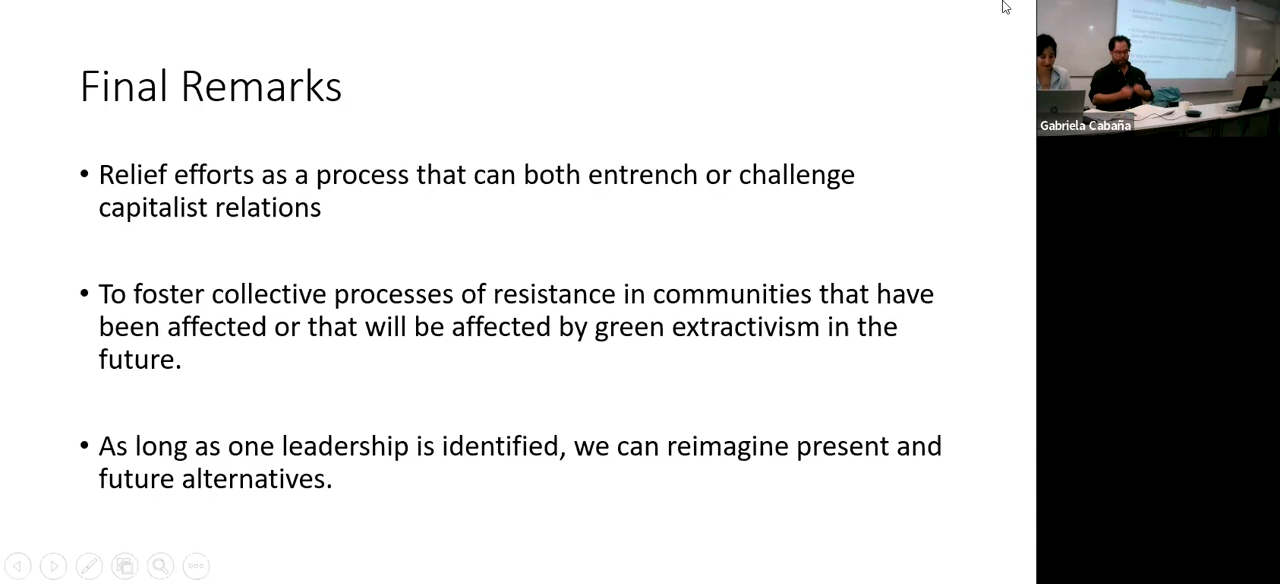 Final Remarks
• Relief efforts as a process that can both entrench or challenge
capitalist relations
• To foster collective processes of resistance in communities that have
been affected or that will be affected by green extractivism in the
future.
• As long as one leadership is identified, we can reimagine present and
future alternatives.
Gabriela Cabaña